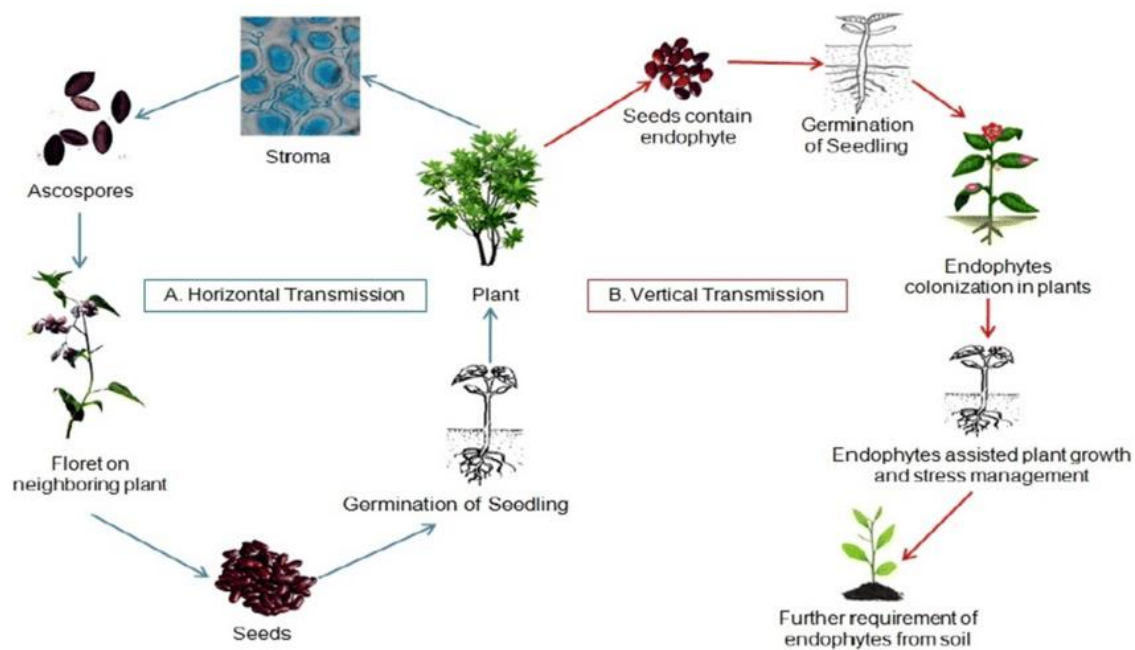 Stroma
Ascospores
Floret on
neighboring plant
Seeds
Germination of Seedling
Plant
A. Horizontal Transmission
B. Vertical Transmission
Seeds contain
endophyte
Germination
of Seedling
Endophytes
colonization in plants
Endophytes assisted plant growth
and stress management
Further requirement of
endophytes from soil